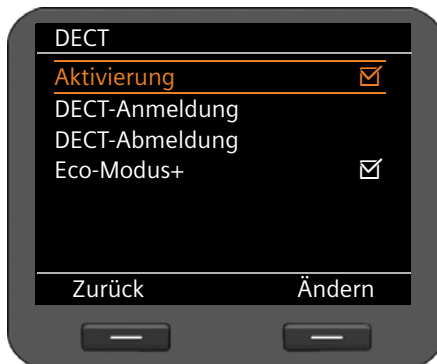 DECT
Aktivierung
DECT-Anmeldung
DECT-Abmeldung
Eco-Modus+
Zurück Ändern